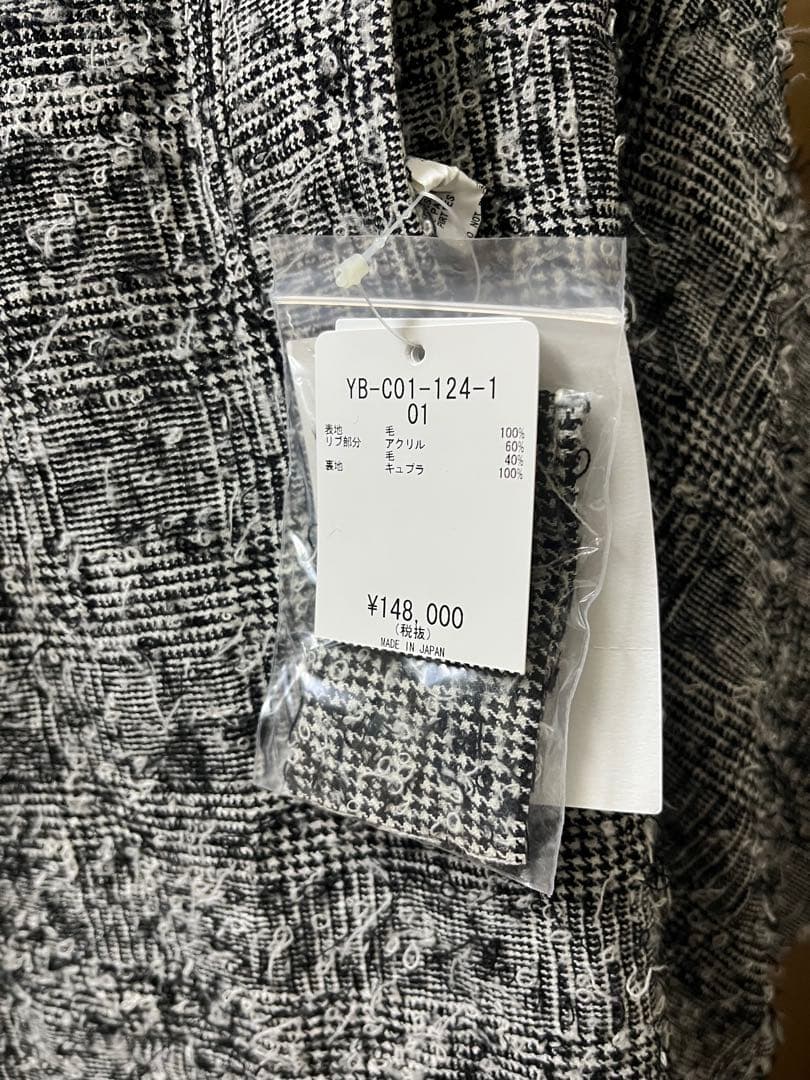 YB-C01-124-1
01
表地 毛 100%
リブ部分 アクリル 60%
毛 40%
裏地 キュプラ 100%
¥148,000
(税抜)
MADE IN JAPAN
NOT